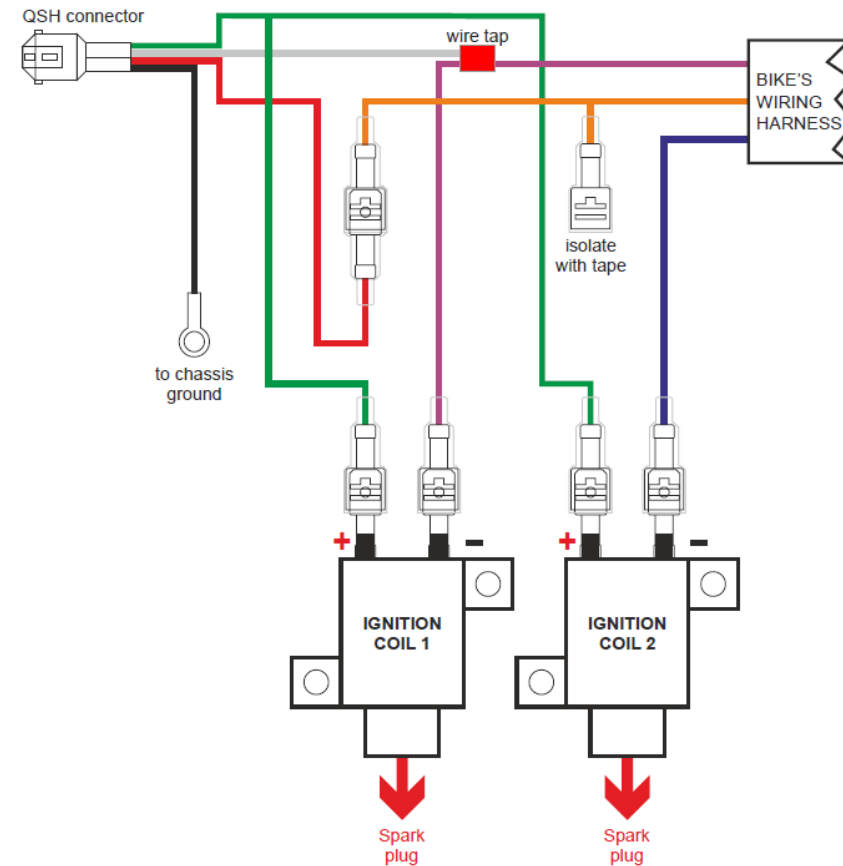 QSH connector
wire tap
BIKE'S
WIRING
HARNESS
isolate
with tape
to chassis
ground
+
-
+
-
IGNITION
COIL 1
IGNITION
COIL 2
Spark
plug
Spark
plug